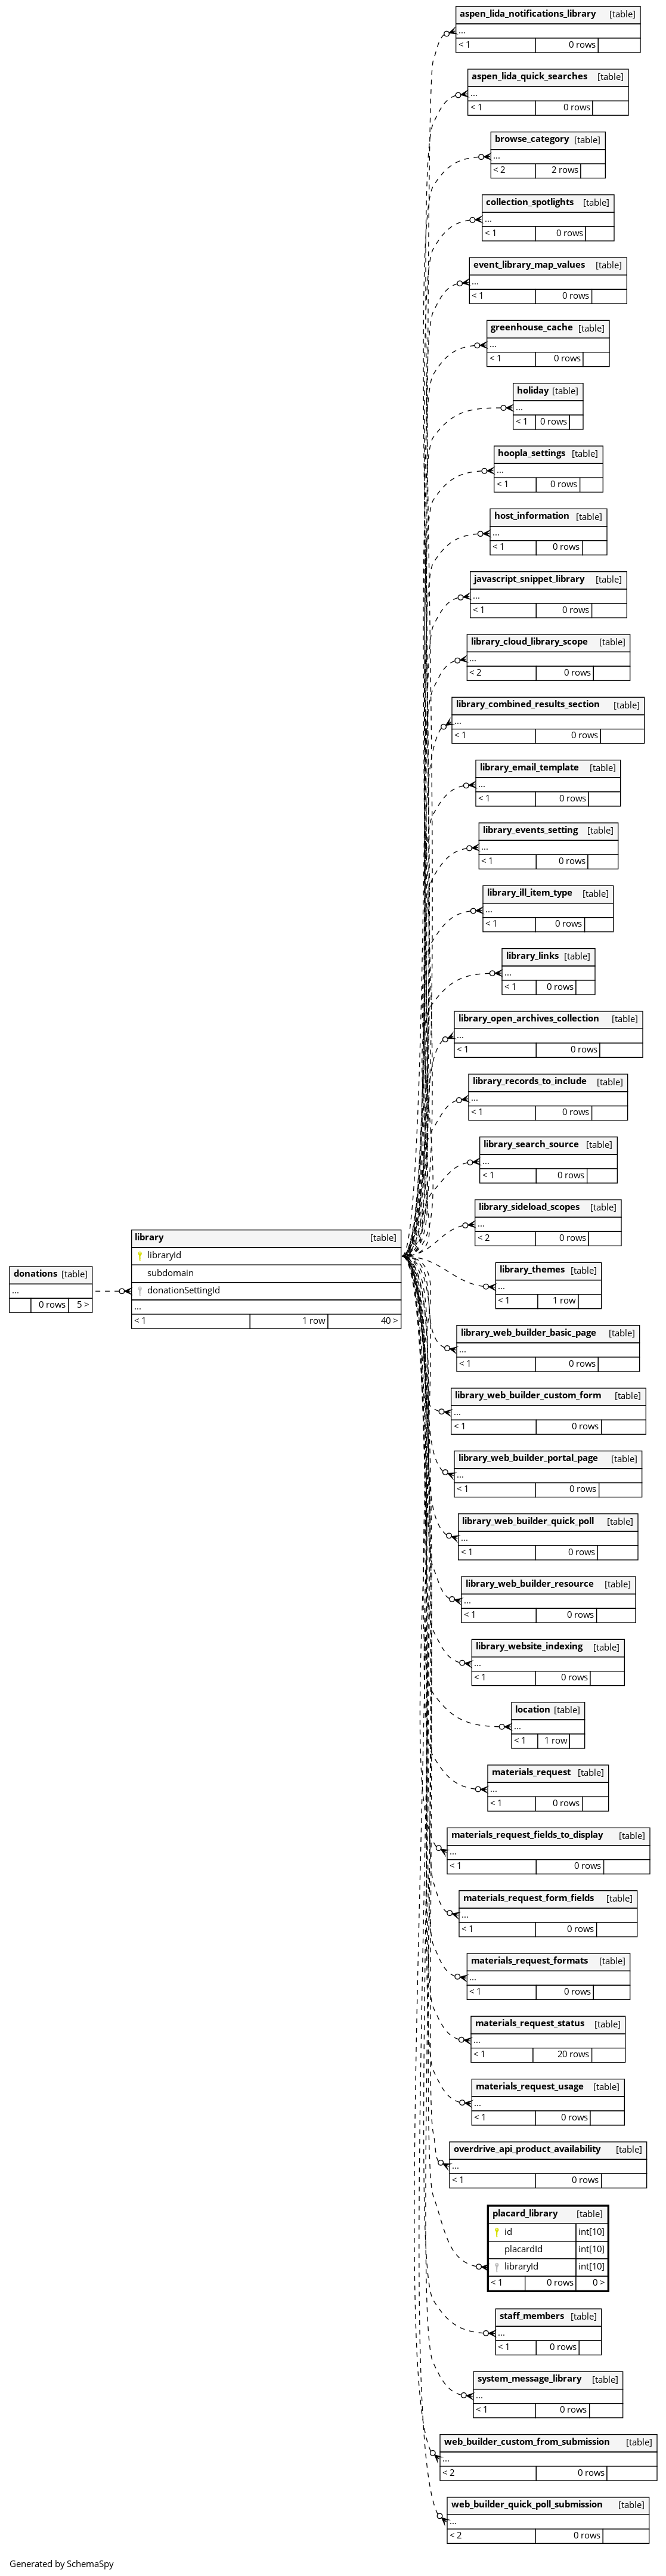 aspen_lida_notifications_library [table]
...
< 1 0 rows
aspen_lida_quick_searches [table]
...
< 1 0 rows
browse_category [table]
...
< 2 2 rows
collection_spotlights [table]
...
< 1 0 rows
event_library_map_values [table]
...
< 1 0 rows
greenhouse_cache [table]
...
< 1 0 rows
holiday [table]
...
< 1 0 rows
hoopla_settings [table]
...
< 1 0 rows
host_information [table]
...
< 1 0 rows
javascript_snippet_library [table]
...
< 1 0 rows
library_cloud_library_scope [table]
...
< 2 0 rows
library_combined_results_section [table]
...
< 1 0 rows
library_email_template [table]
...
< 1 0 rows
library_events_setting [table]
...
< 1 0 rows
library_ill_item_type [table]
...
< 1 0 rows
library_links [table]
...
< 1 0 rows
library_open_archives_collection [table]
...
< 1 0 rows
library_records_to_include [table]
...
< 1 0 rows
library_search_source [table]
...
< 1 0 rows
library_sideload_scopes [table]
...
< 2 0 rows
library [table]
libraryId
subdomain
donationSettingId
...
< 1 1 row 40 >
donations [table]
...
0 rows 5 >
library_themes [table]
...
< 1 1 row
library_web_builder_basic_page [table]
...
< 1 0 rows
library_web_builder_custom_form [table]
...
< 1 0 rows
library_web_builder_portal_page [table]
...
< 1 0 rows
library_web_builder_quick_poll [table]
...
< 1 0 rows
library_web_builder_resource [table]
...
< 1 0 rows
library_website_indexing [table]
...
< 1 0 rows
location [table]
...
< 1 1 row
materials_request [table]
...
< 1 0 rows
materials_request_fields_to_display [table]
...
< 1 0 rows
materials_request_form_fields [table]
...
< 1 0 rows
materials_request_formats [table]
...
< 1 0 rows
materials_request_status [table]
...
< 1 20 rows
materials_request_usage [table]
...
< 1 0 rows
overdrive_api_product_availability [table]
...
< 1 0 rows
placard_library [table]
id int[10]
placardId int[10]
libraryId int[10]
< 1 0 rows 0 >
staff_members [table]
...
< 1 0 rows
system_message_library [table]
...
< 1 0 rows
web_builder_custom_from_submission [table]
...
< 2 0 rows
web_builder_quick_poll_submission [table]
...
< 2 0 rows
Generated by SchemaSpy